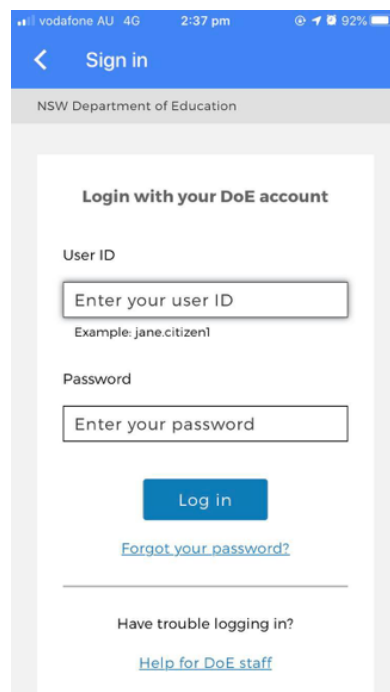 vodafone AU 4G 2:37 pm 92%
Sign in
NSW Department of Education
Login with your DoE account
User ID
Enter your user ID
Example: jane.citizen1
Password
Enter your password
Log in
Forgot your password?
Have trouble logging in?
Help for DoE staff